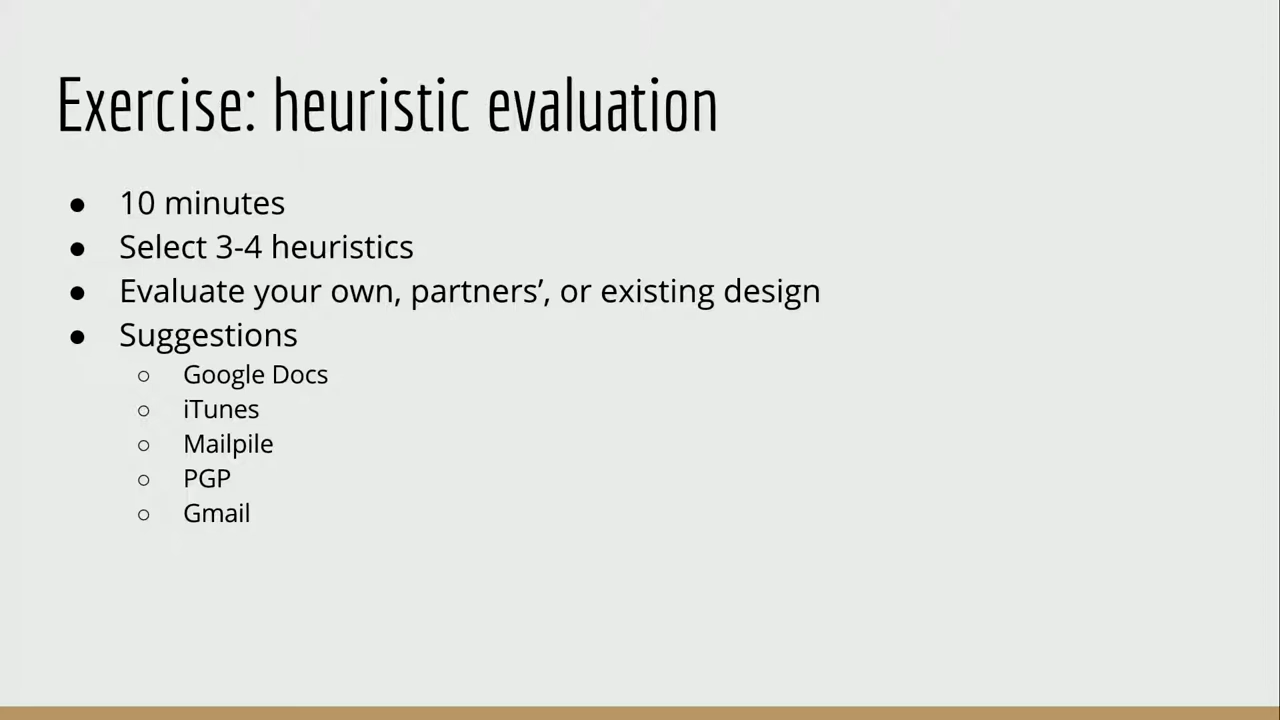 Exercise: heuristic evaluation
● 10 minutes
● Select 3-4 heuristics
● Evaluate your own, partners’, or existing design
● Suggestions
○ Google Docs
○ iTunes
○ Mailpile
○ PGP
○ Gmail